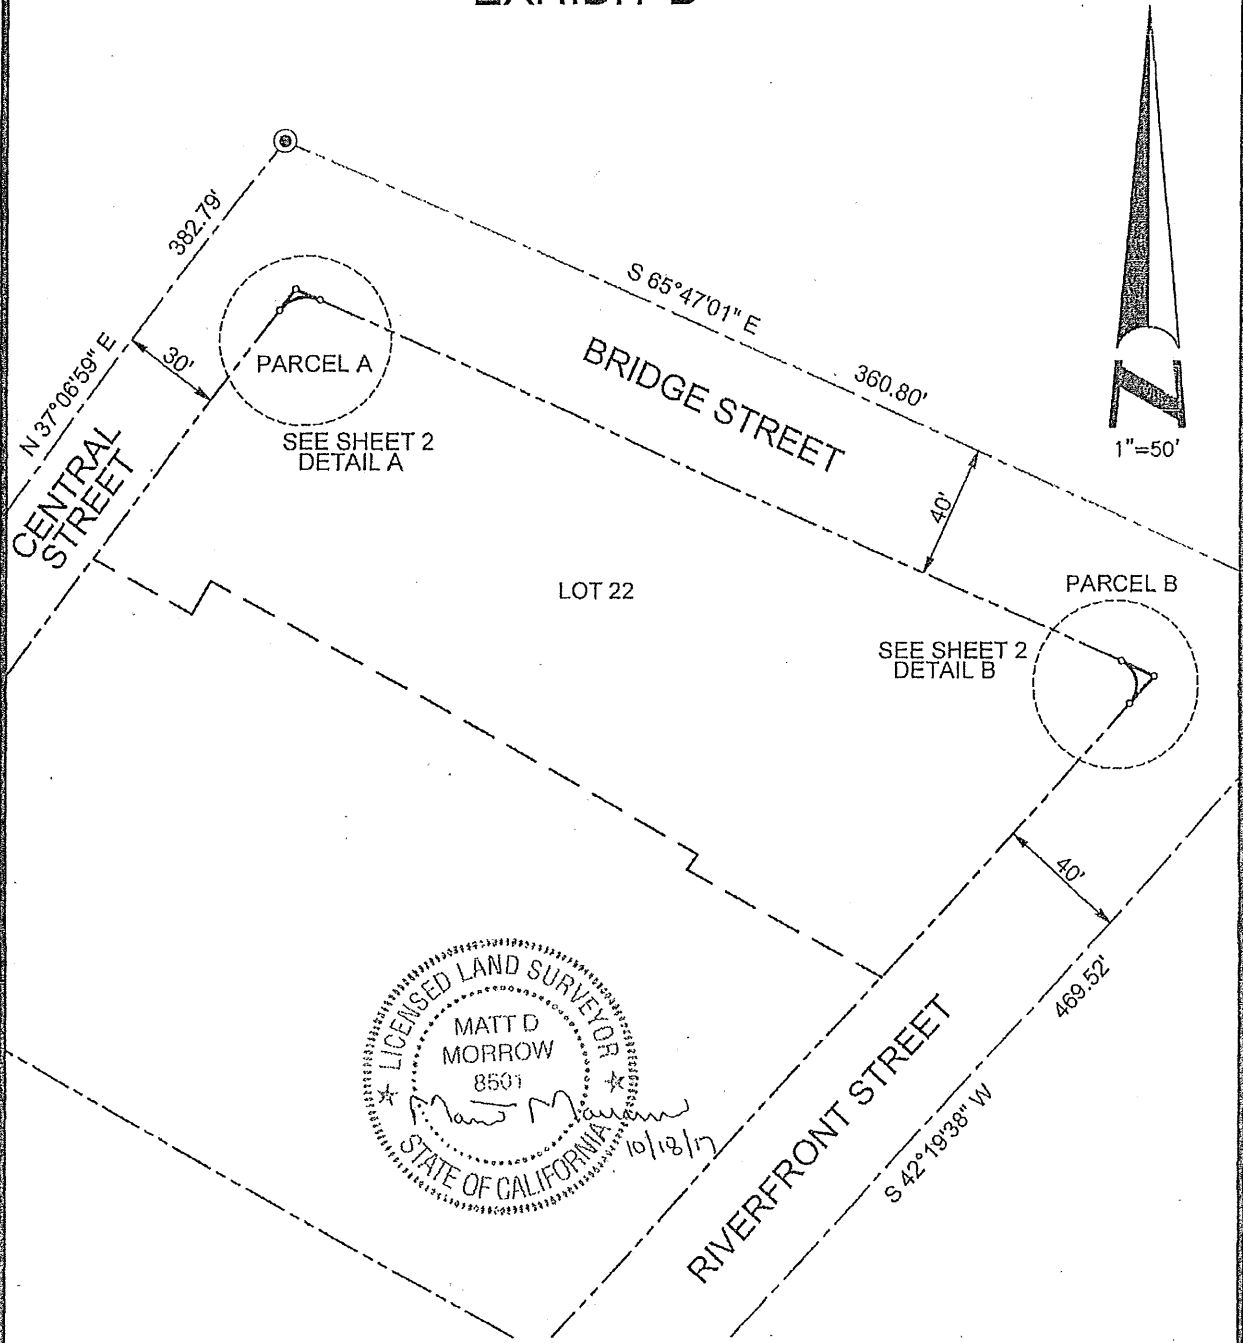 EXHIBIT B
382.79'
S 65°47'01" E
30'
PARCEL A
N 37°06'59" E
BRIDGE STREET
360.80'
SEE SHEET 2
DETAIL A
1"=50'
CENTRAL
STREET
40'
LOT 22
PARCEL B
SEE SHEET 2
DETAIL B
40'
469.52'
LICENSED LAND SURVEYOR
MATT D
MORROW
8501
10/18/17
STATE OF CALIFORNIA
RIVERFRONT STREET
S 42°19'38" W